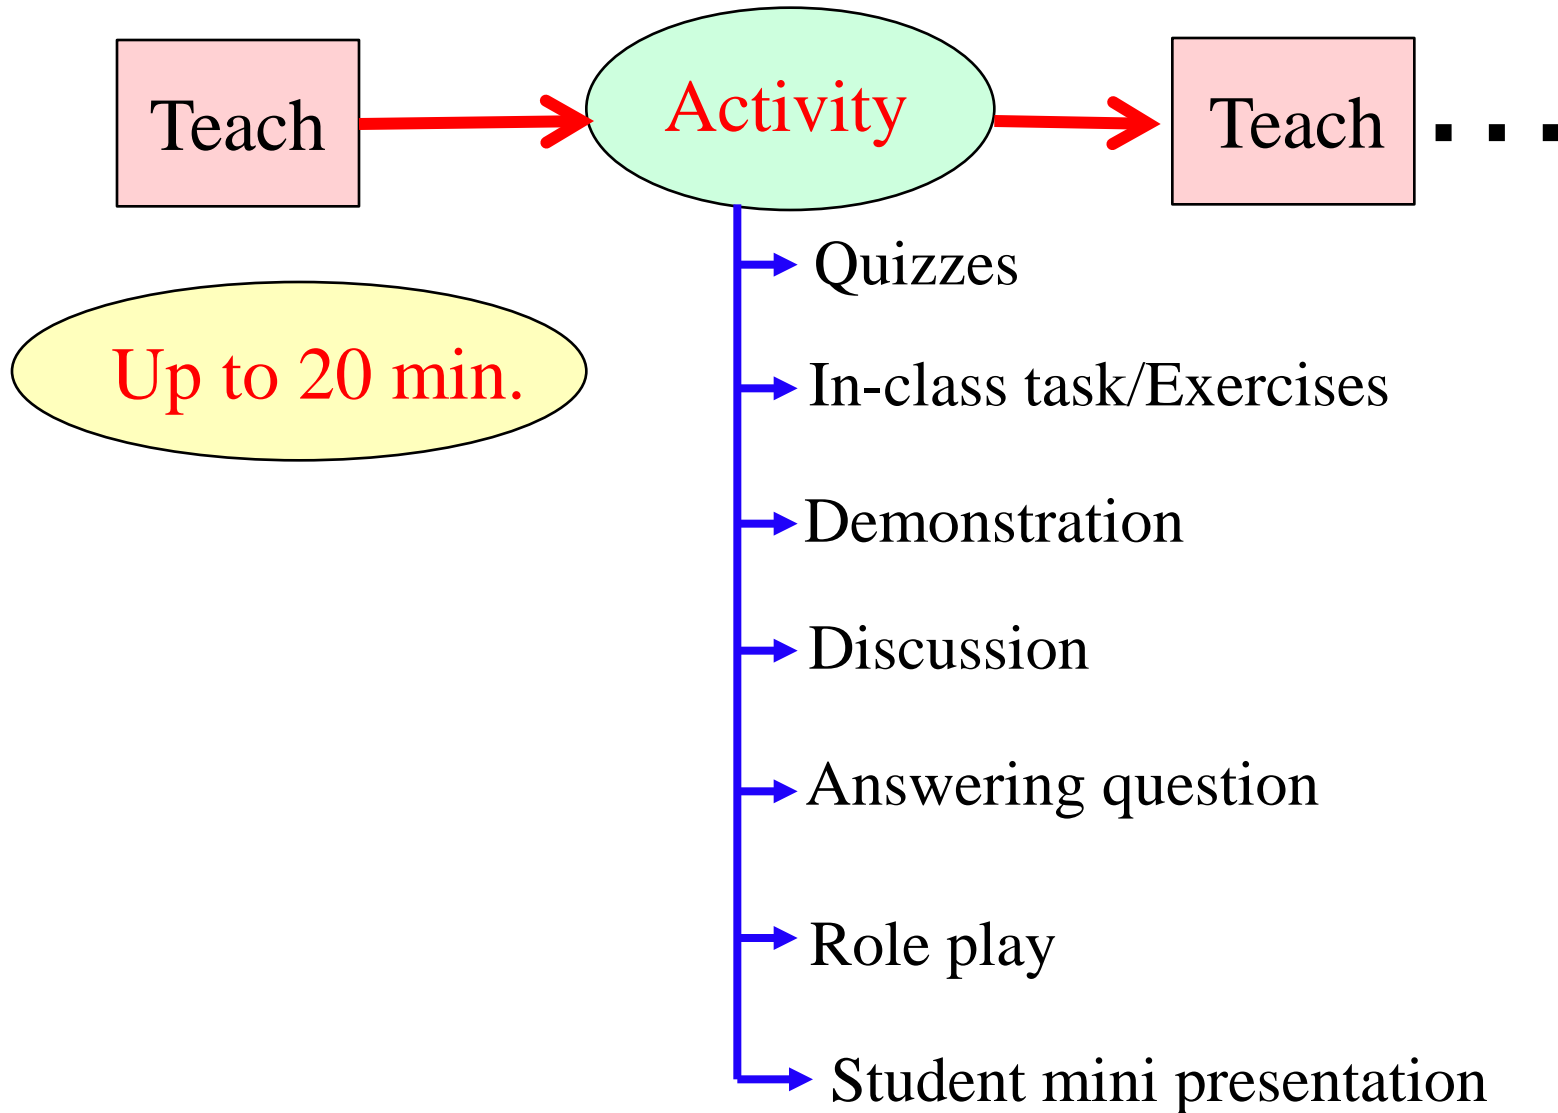 Teach
Activity
Teach ...
Up to 20 min.
Quizzes
In-class task/Exercises
Demonstration
Discussion
Answering question
Role play
Student mini presentation